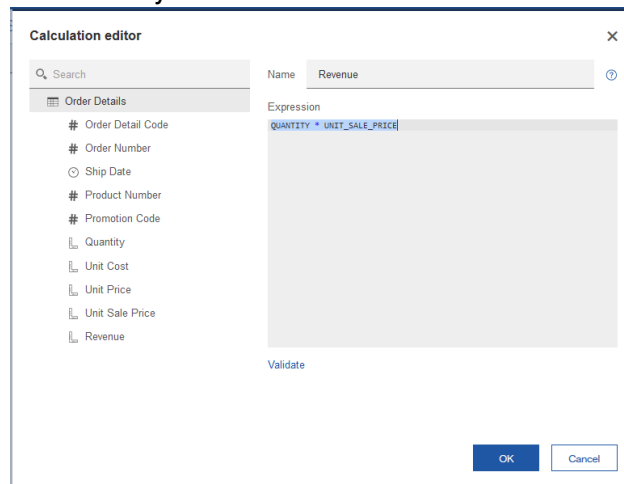 Calculation editor
Search
Name Revenue
Order Details
Expression
Order Detail Code
QUANTITY * UNIT_SALE_PRICE
Order Number
Ship Date
Product Number
Promotion Code
Quantity
Unit Cost
Unit Price
Unit Sale Price
Revenue
Validate
OK Cancel